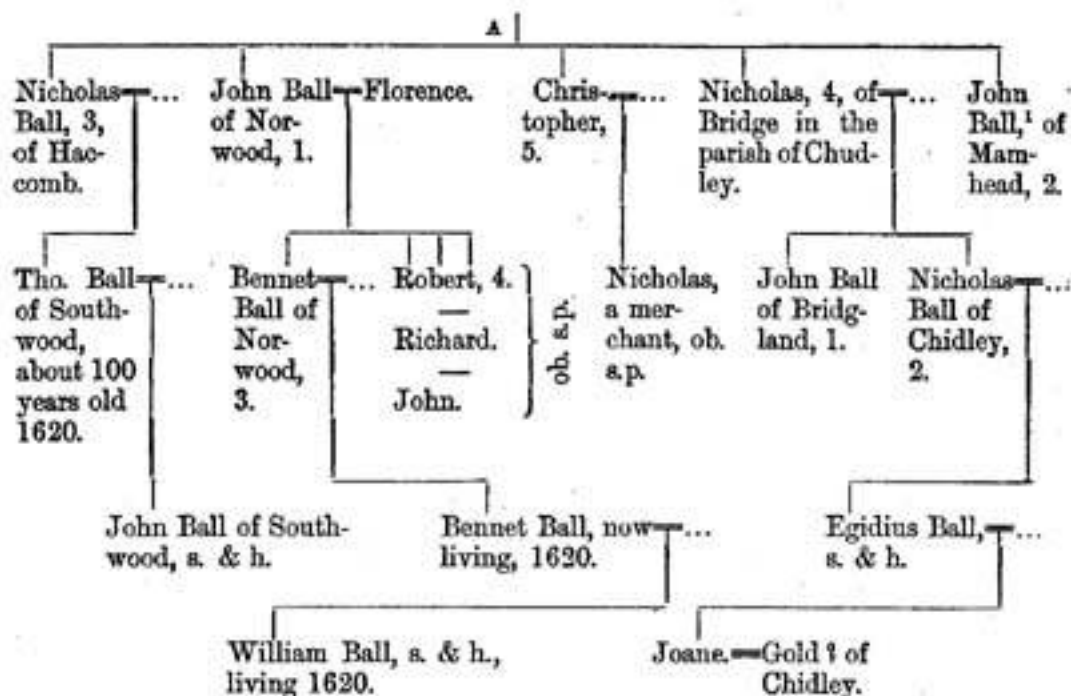 A
Nicholas ...
Ball, 3,
of Hac-
comb.
John Ball Florence.
of Nor-
wood, 1.
Chris- ...
topher,
5.
Nicholas, 4, of ...
Bridge in the
parish of Chud-
ley.
John
Ball,¹ of
Mam-
head, 2.
Tho. Ball ...
of South-
wood,
about 100
years old
1620.
Bennet ...
Ball of
Nor-
wood,
3.
Robert, 4.
—
Richard.
—
John.
ob. s.p.
Nicholas,
a mer-
chant, ob.
s.p.
John Ball
of Bridg-
land, 1.
Nicholas ...
Ball of
Chidley,
2.
John Ball of South-
wood, s. & h.
Bennet Ball, now ...
living, 1620.
Egidius Ball, ...
s. & h.
William Ball, s. & h.,
living 1620.
Joane. Gold ? of
Chidley.